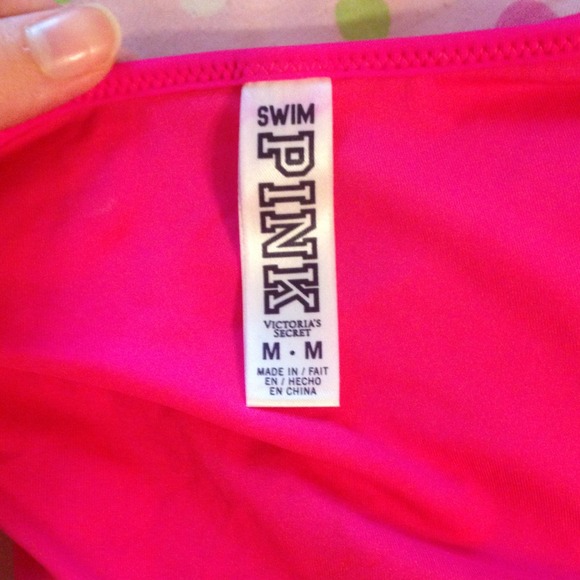 SWIM
PINK
VICTORIA'S
SECRET
M • M
MADE IN / FAIT
EN / HECHO
EN CHINA